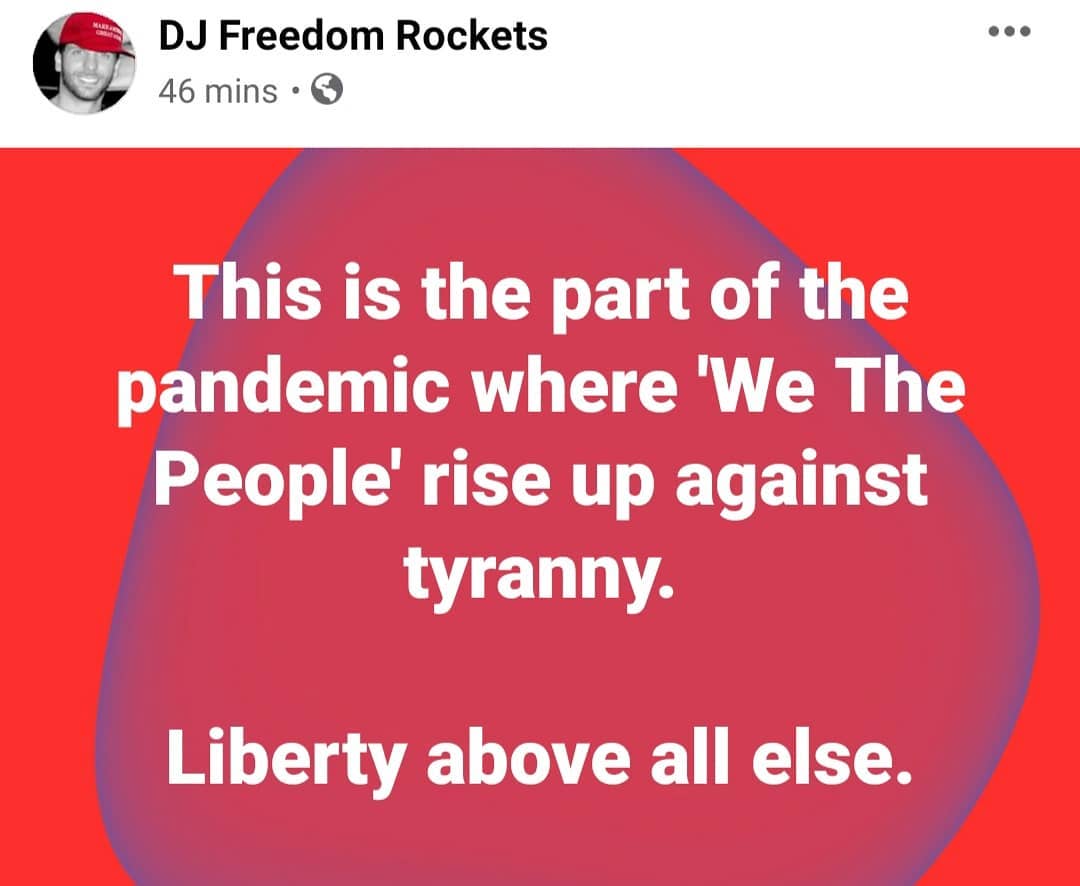 DJ Freedom Rockets
46 mins •
This is the part of the
pandemic where 'We The
People' rise up against
tyranny.
Liberty above all else.